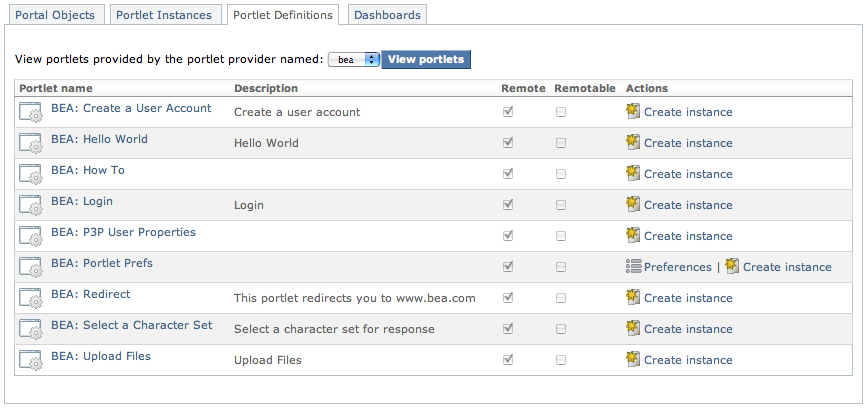 Portal Objects Portlet Instances Portlet Definitions Dashboards
View portlets provided by the portlet provider named: bea View portlets
Portlet name Description Remote Remotable Actions
BEA: Create a User Account Create a user account Create instance
BEA: Hello World Hello World Create instance
BEA: How To Create instance
BEA: Login Login Create instance
BEA: P3P User Properties Create instance
BEA: Portlet Prefs Preferences | Create instance
BEA: Redirect This portlet redirects you to www.bea.com Create instance
BEA: Select a Character Set Select a character set for response Create instance
BEA: Upload Files Upload Files Create instance